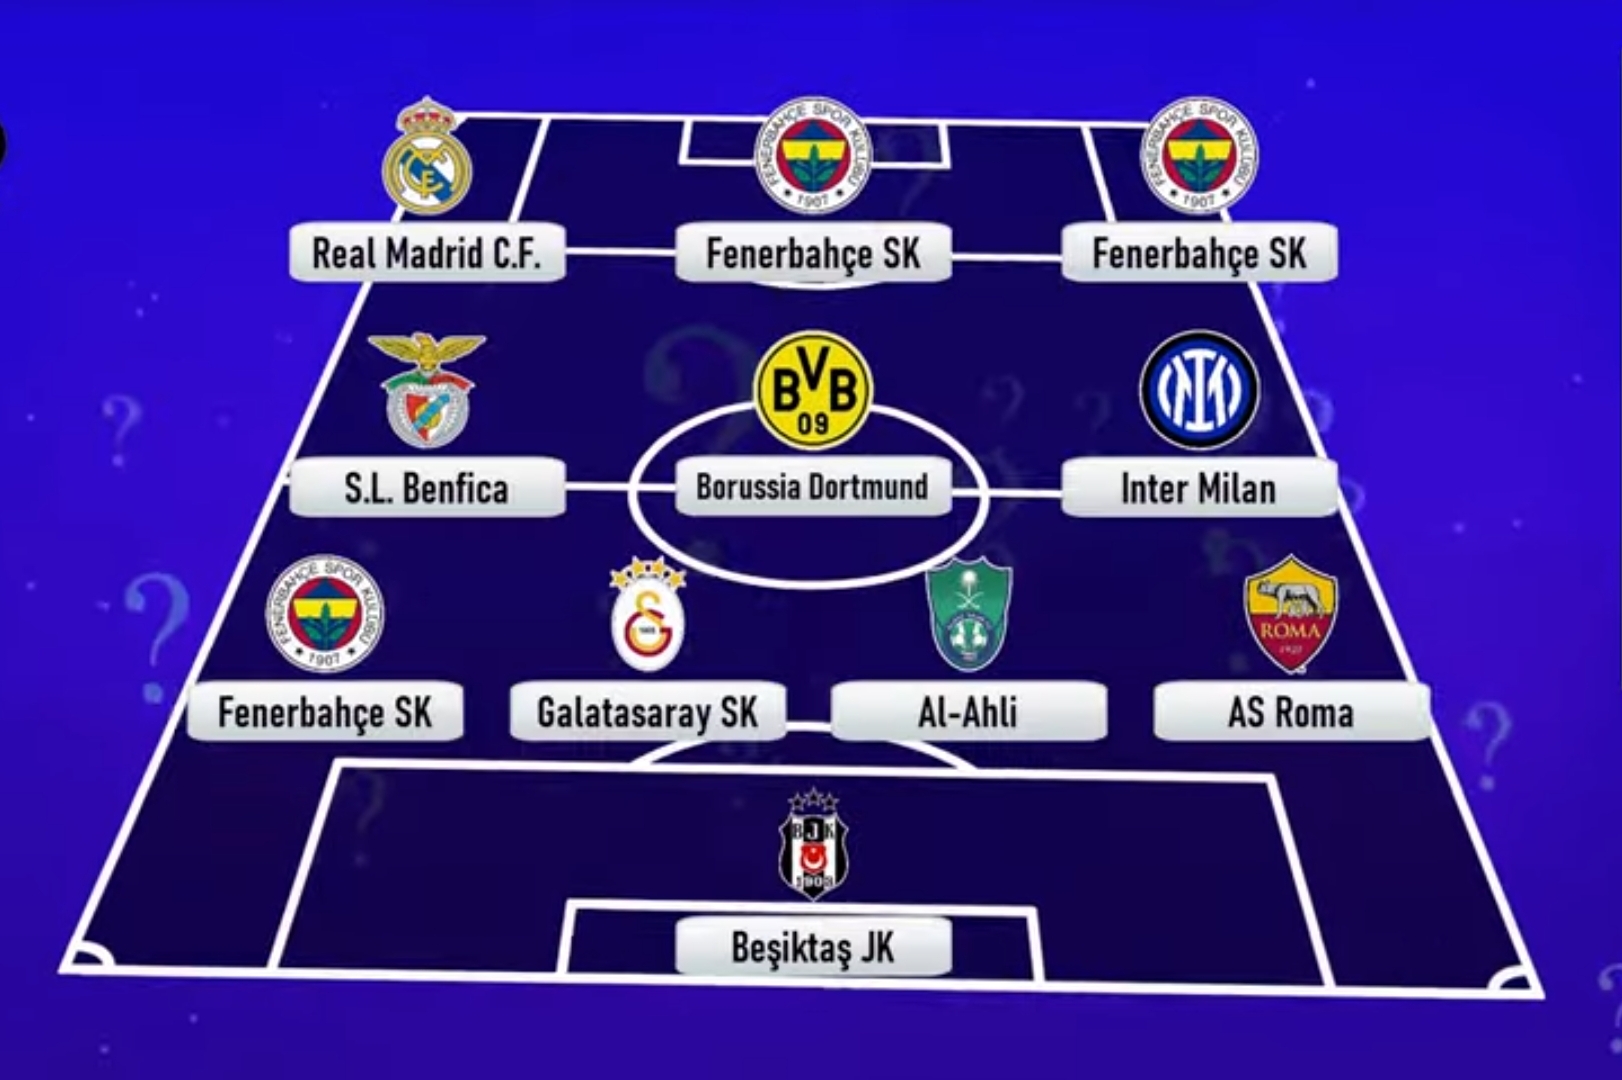 FENERBAHÇE SPOR KULÜBÜ
★ 1907 ★
FENERBAHÇE SPOR KULÜBÜ
★ 1907 ★
Real Madrid C.F.
Fenerbahçe SK
Fenerbahçe SK
BVB
09
S.L. Benfica
Borussia Dortmund
Inter Milan
FENERBAHÇE SPOR KULÜBÜ
★ 1907 ★
1905
ROMA
1927
Fenerbahçe SK
Galatasaray SK
Al-Ahli
AS Roma
BJK
1903
Beşiktaş JK